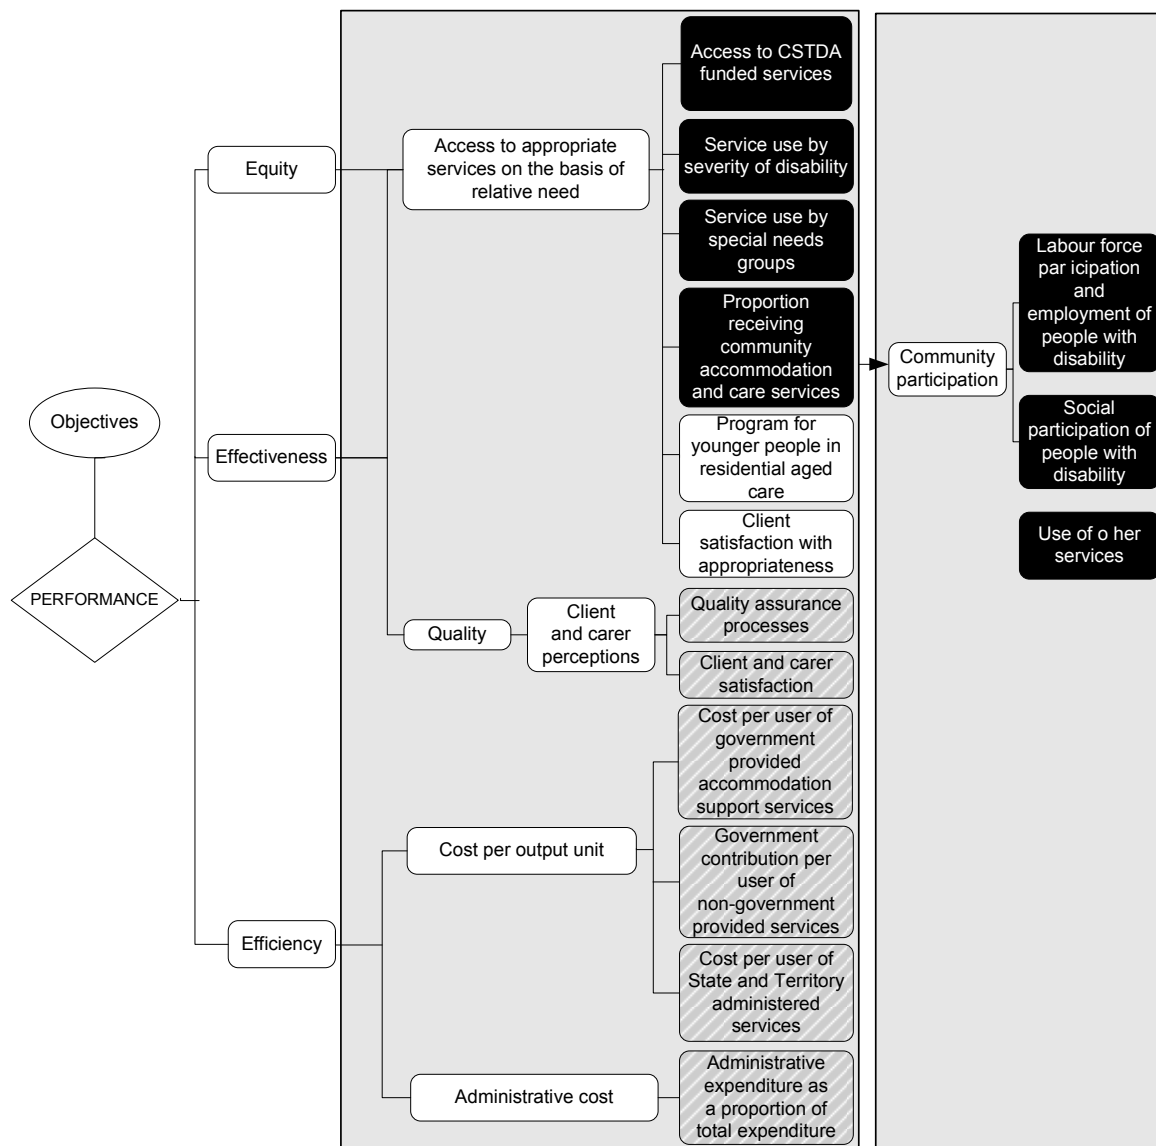 Objectives
PERFORMANCE
Equity
Effectiveness
Efficiency
Access to appropriate
services on the basis of
relative need
Quality
Client
and carer
perceptions
Cost per output unit
Administrative cost
Access to CSTDA
funded services
Service use by
severity of disability
Service use by
special needs
groups
Proportion
receiving
community
accommodation
and care services
Program for
younger people in
residential aged
care
Client
satisfaction with
appropriateness
Quality assurance
processes
Client and carer
satisfaction
Cost per user of
government
provided
accommodation
support services
Government
contribution per
user of
non-government
provided services
Cost per user of
State and Territory
administered
services
Administrative
expenditure as
a proportion of
total expenditure
Community
participation
Labour force
par icipation
and
employment of
people with
disability
Social
participation of
people with
disability
Use of o her
services